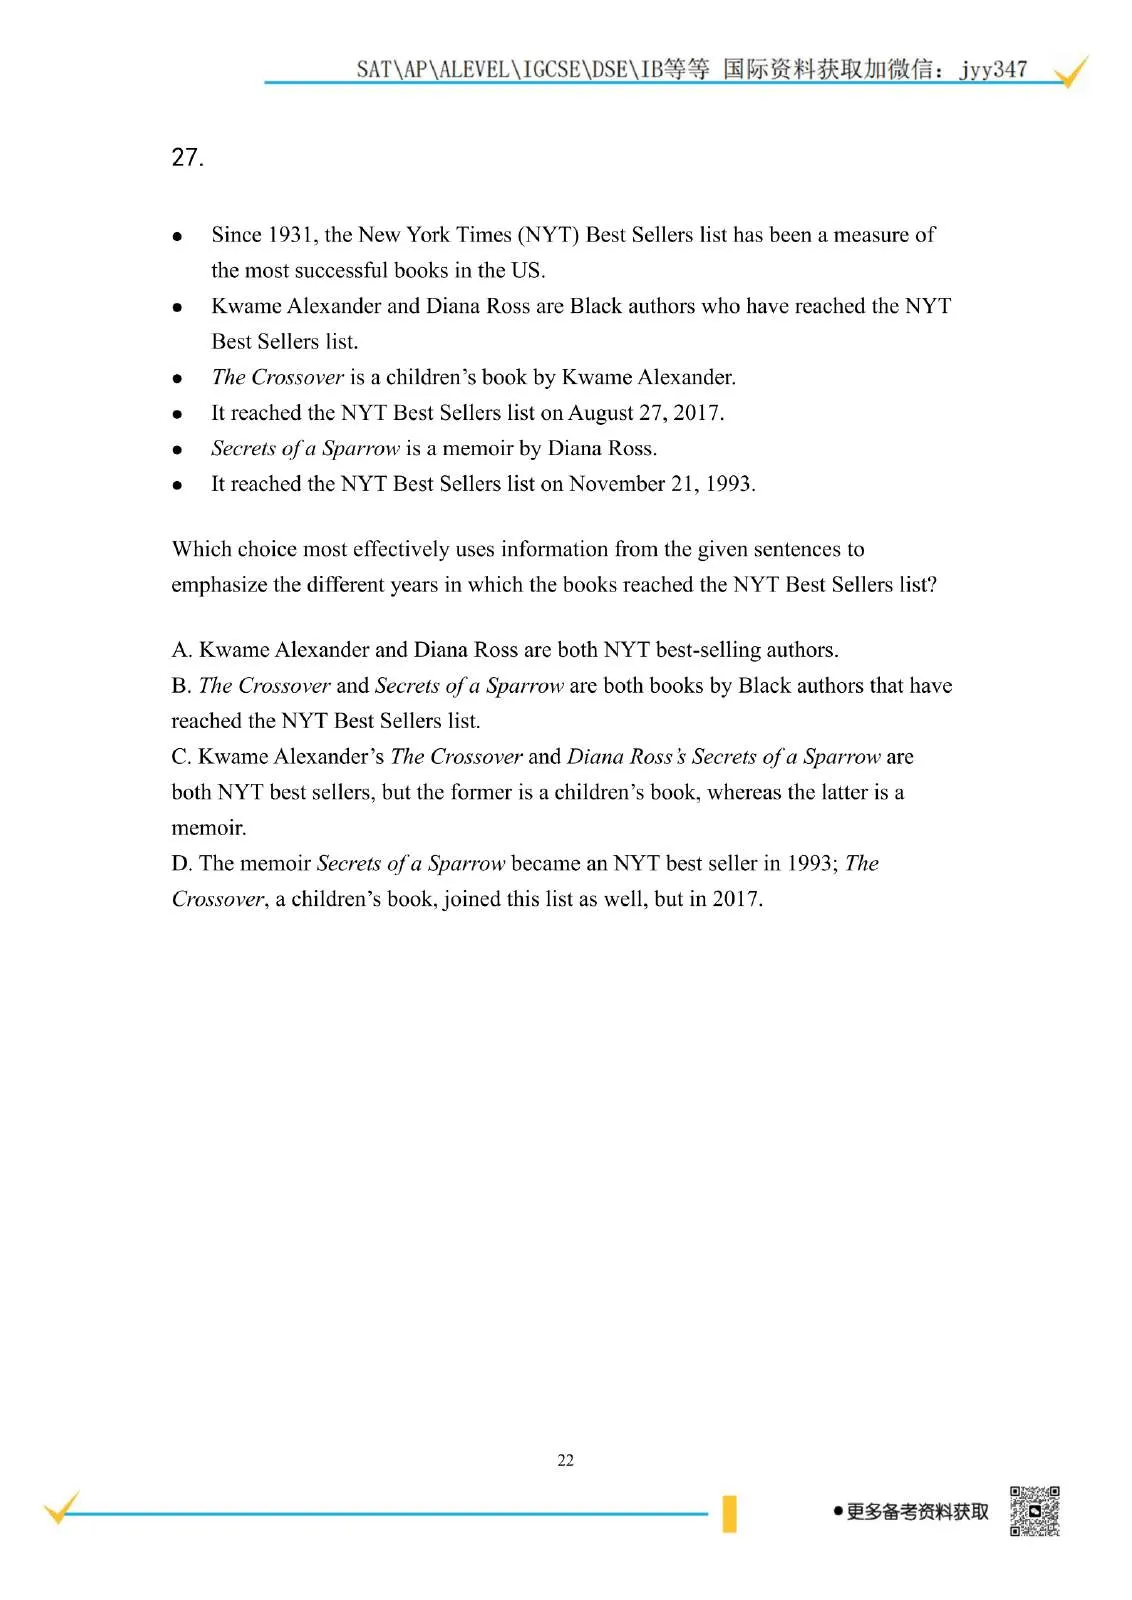 SAT\AP\ALEVEL\IGCSE\DSE\IB等等 国际资料获取加微信：jyy347
27.
● Since 1931, the New York Times (NYT) Best Sellers list has been a measure of
the most successful books in the US.
● Kwame Alexander and Diana Ross are Black authors who have reached the NYT
Best Sellers list.
● The Crossover is a children’s book by Kwame Alexander.
● It reached the NYT Best Sellers list on August 27, 2017.
● Secrets of a Sparrow is a memoir by Diana Ross.
● It reached the NYT Best Sellers list on November 21, 1993.
Which choice most effectively uses information from the given sentences to
emphasize the different years in which the books reached the NYT Best Sellers list?
A. Kwame Alexander and Diana Ross are both NYT best-selling authors.
B. The Crossover and Secrets of a Sparrow are both books by Black authors that have
reached the NYT Best Sellers list.
C. Kwame Alexander’s The Crossover and Diana Ross’s Secrets of a Sparrow are
both NYT best sellers, but the former is a children’s book, whereas the latter is a
memoir.
D. The memoir Secrets of a Sparrow became an NYT best seller in 1993; The
Crossover, a children’s book, joined this list as well, but in 2017.
22
●更多备考资料获取